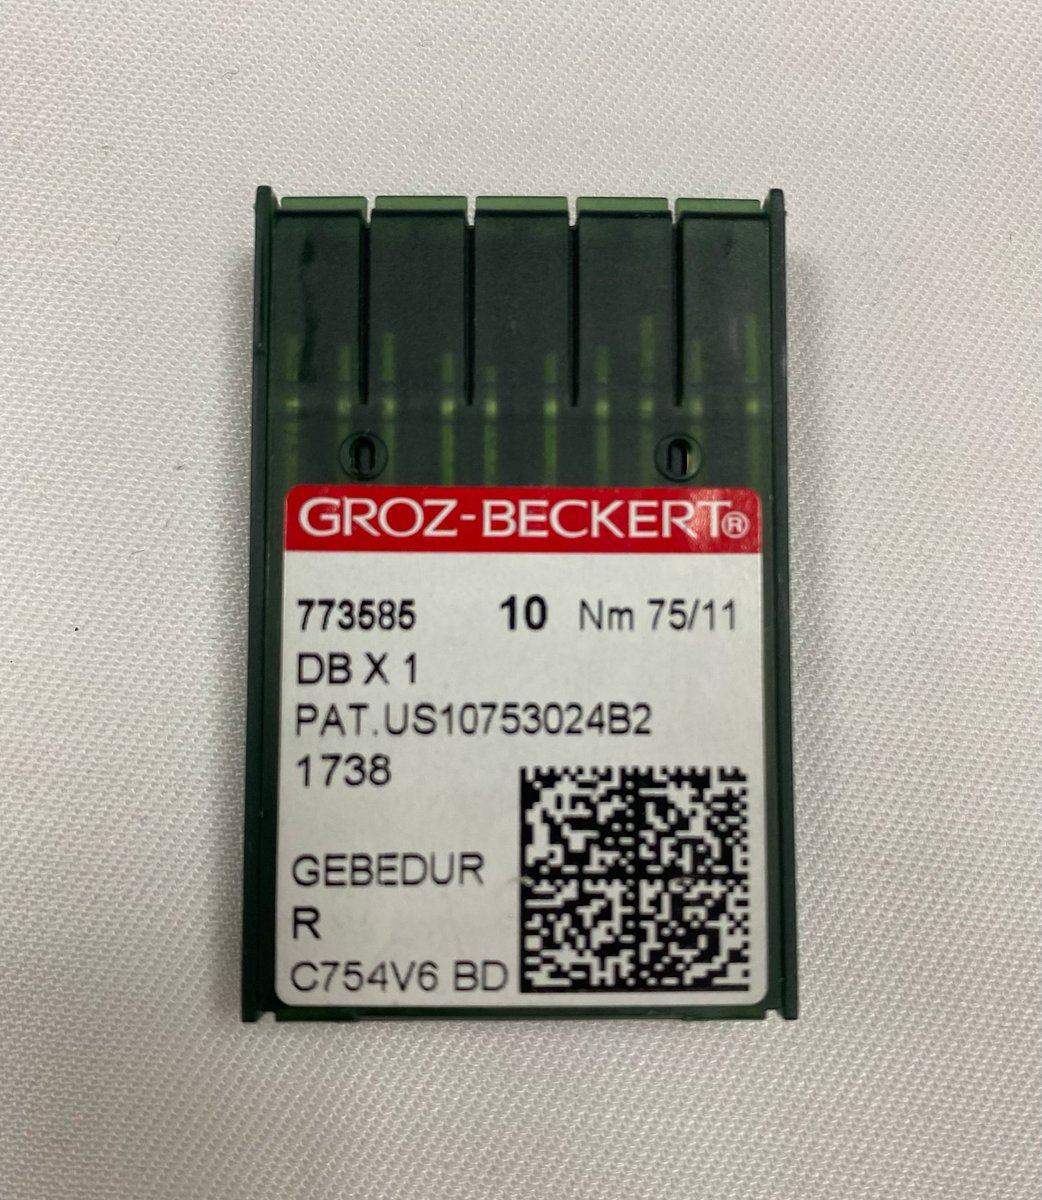 GROZ-BECKERT®
773585 10 Nm 75/11
DB X 1
PAT.US10753024B2
1738
GEBEDUR
R
C754V6 BD